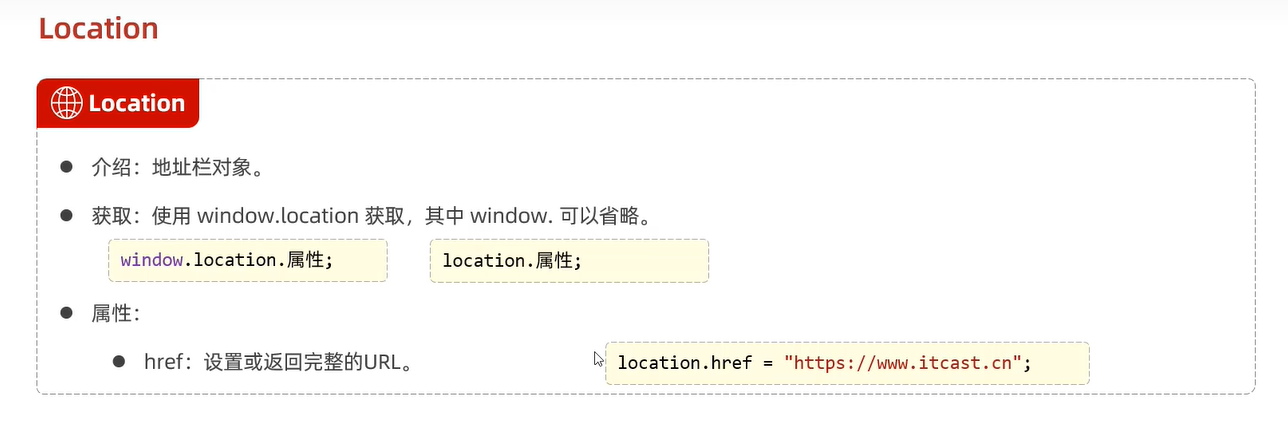 Location
Location
介绍：地址栏对象。
获取：使用 window.location 获取，其中 window. 可以省略。
window.location.属性;
location.属性;
属性：
href：设置或返回完整的URL。
location.href = "https://www.itcast.cn";